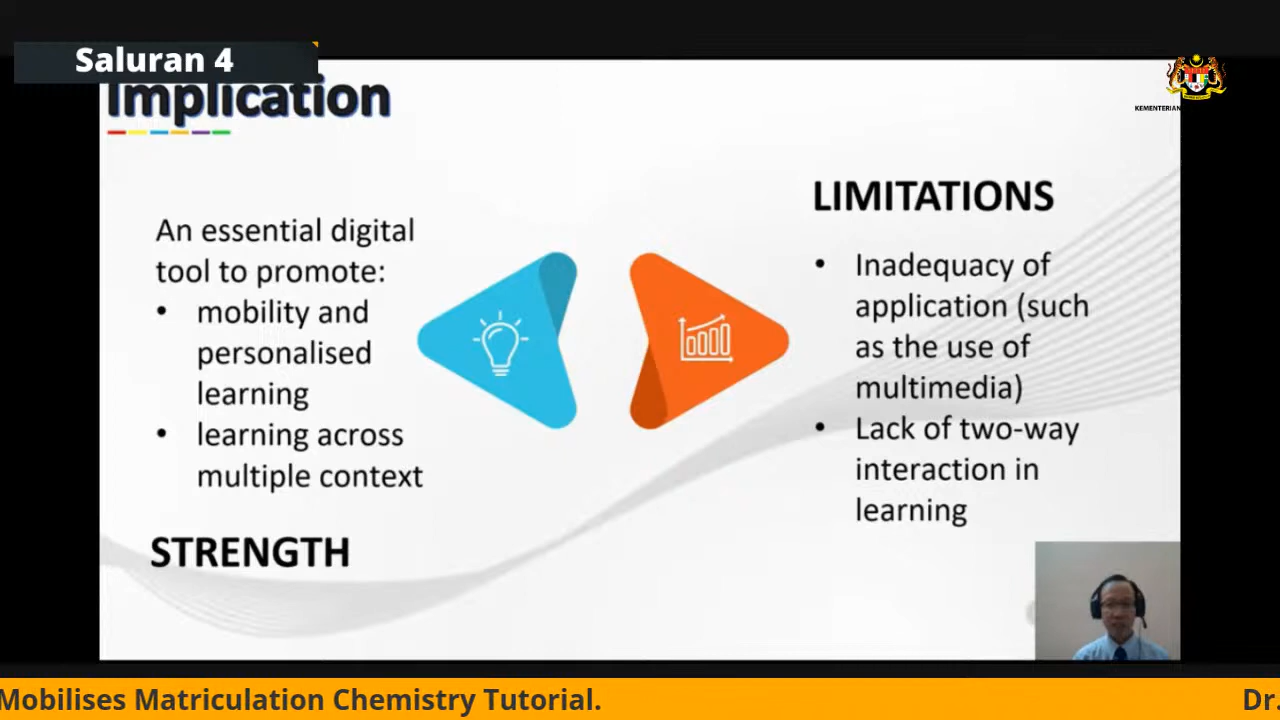 Saluran 4
KEMENTERIAN
Implication
An essential digital
tool to promote:
• mobility and
personalised
learning
• learning across
multiple context
STRENGTH
LIMITATIONS
• Inadequacy of
application (such
as the use of
multimedia)
• Lack of two-way
interaction in
learning
Mobilises Matriculation Chemistry Tutorial.
Dr.